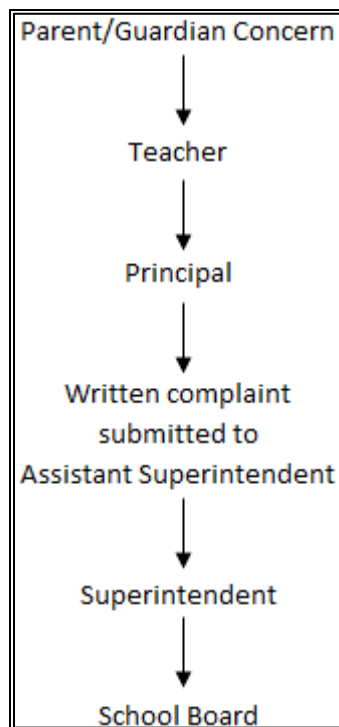 Parent/Guardian Concern
Teacher
Principal
Written complaint
submitted to
Assistant Superintendent
Superintendent
School Board